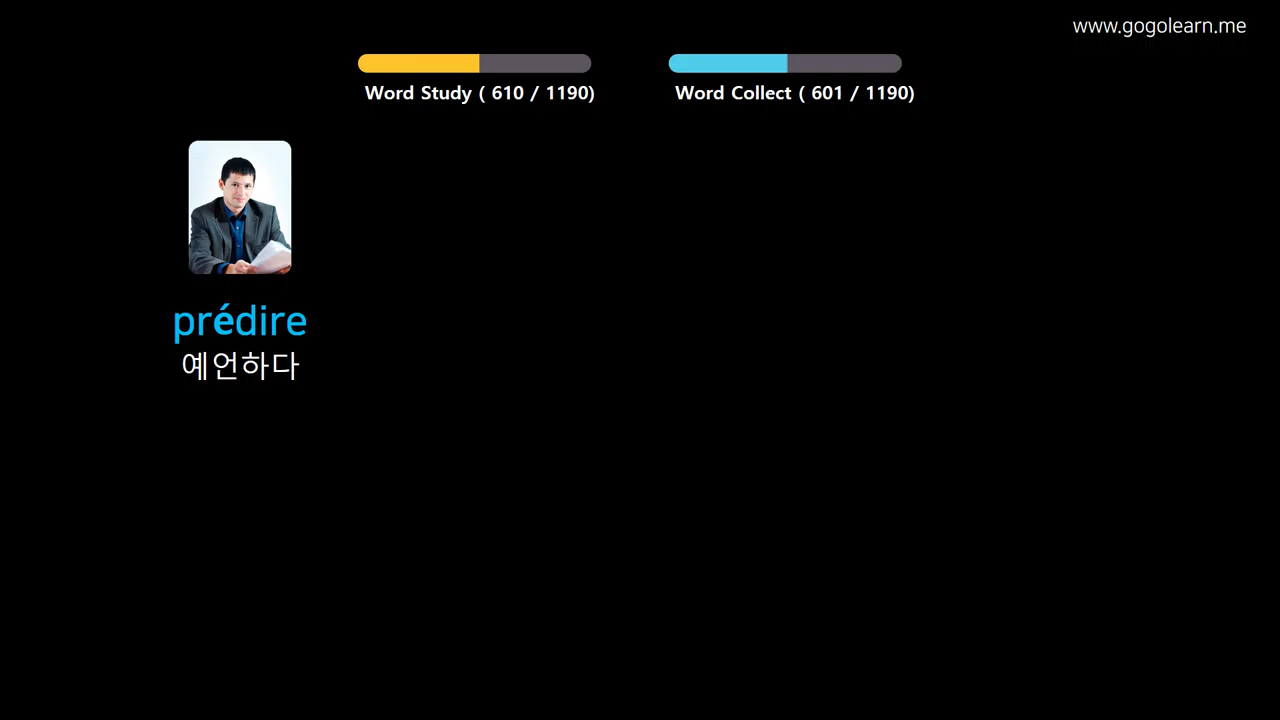 www.gogolearn.me
Word Study ( 610 / 1190)
Word Collect ( 601 / 1190)
prédire
예언하다